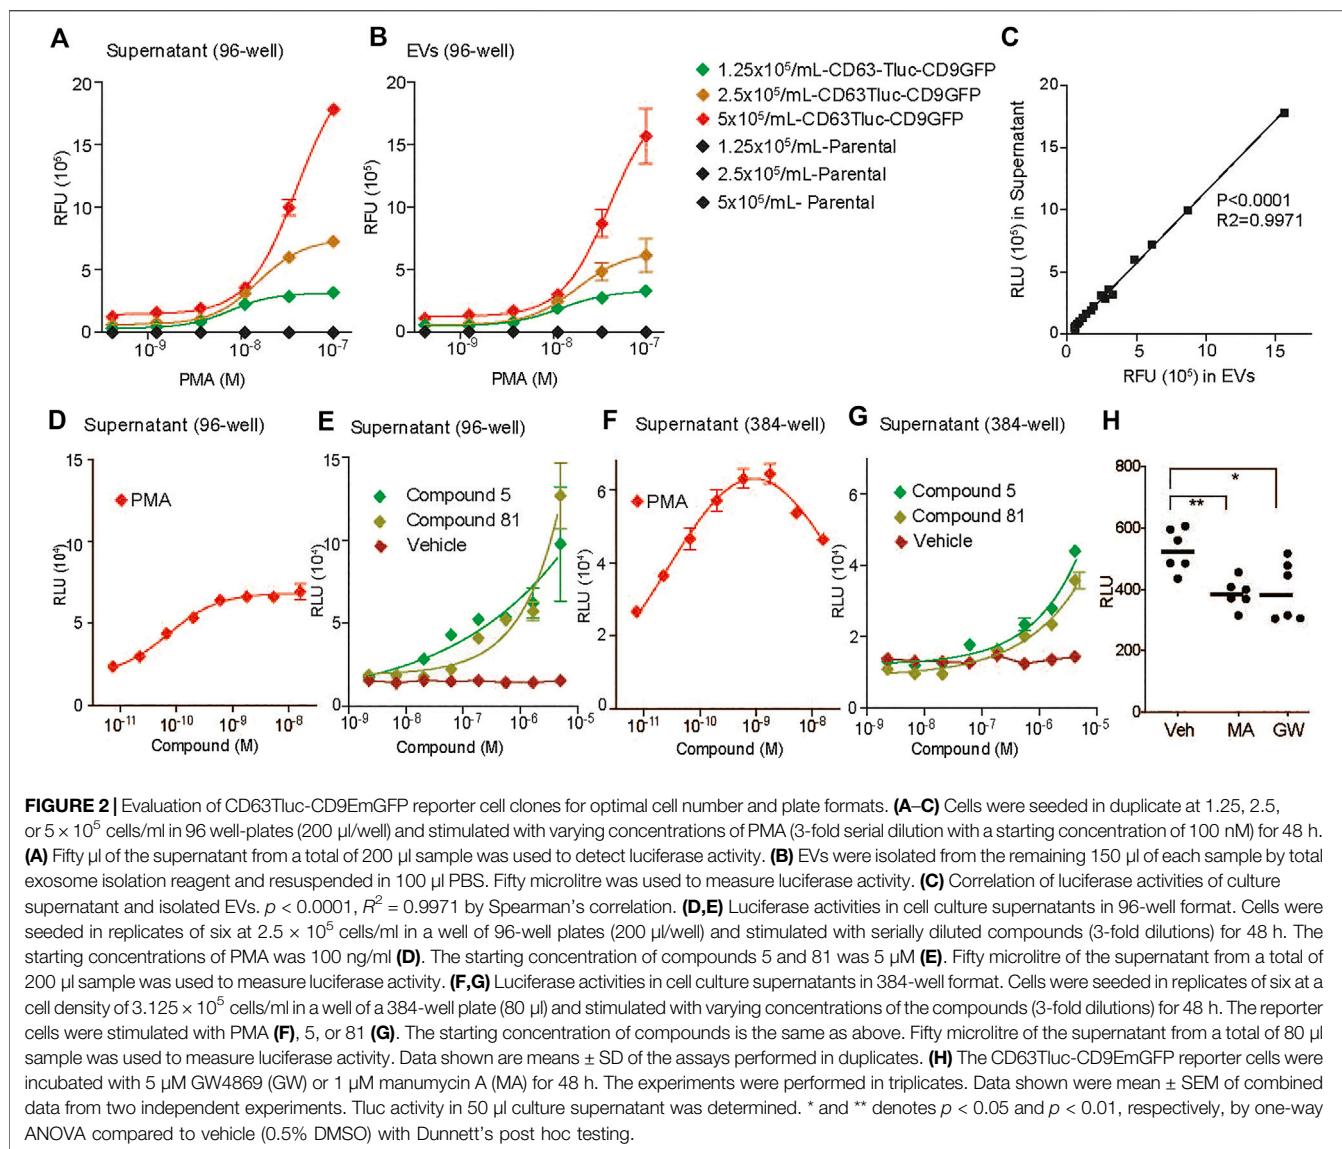 A
Supernatant (96-well)
RFU (10⁵)
20
15
10
5
0
10⁻⁹
10⁻⁸
10⁻⁷
PMA (M)
B
EVs (96-well)
RFU (10⁵)
20
15
10
5
0
10⁻⁹
10⁻⁸
10⁻⁷
PMA (M)
1.25x10⁵/mL-CD63-Tluc-CD9GFP
2.5x10⁵/mL-CD63Tluc-CD9GFP
5x10⁵/mL-CD63Tluc-CD9GFP
1.25x10⁵/mL-Parental
2.5x10⁵/mL-Parental
5x10⁵/mL- Parental
C
RLU (10⁵) in Supernatant
20
15
10
5
0
P<0.0001
R2=0.9971
0
5
10
15
RFU (10⁵) in EVs
D
Supernatant (96-well)
RLU (10⁴)
15
10
5
0
PMA
10⁻¹¹
10⁻¹⁰
10⁻⁹
10⁻⁸
Compound (M)
E
Supernatant (96-well)
RLU (10⁴)
15
10
5
0
Compound 5
Compound 81
Vehicle
10⁻⁹
10⁻⁸
10⁻⁷
10⁻⁶
10⁻⁵
Compound (M)
F
Supernatant (384-well)
RLU (10⁴)
6
4
2
0
PMA
10⁻¹¹
10⁻¹⁰
10⁻⁹
10⁻⁸
Compound (M)
G
Supernatant (384-well)
RLU (10⁴)
6
4
2
0
Compound 5
Compound 81
Vehicle
10⁻⁹
10⁻⁸
10⁻⁷
10⁻⁶
10⁻⁵
Compound (M)
H
RLU
800
600
400
200
0
*
**
Veh
MA
GW
FIGURE 2 | Evaluation of CD63Tluc-CD9EmGFP reporter cell clones for optimal cell number and plate formats. (A–C) Cells were seeded in duplicate at 1.25, 2.5,
or 5 × 10⁵ cells/ml in 96 well-plates (200 µl/well) and stimulated with varying concentrations of PMA (3-fold serial dilution with a starting concentration of 100 nM) for 48 h.
(A) Fifty µl of the supernatant from a total of 200 µl sample was used to detect luciferase activity. (B) EVs were isolated from the remaining 150 µl of each sample by total
exosome isolation reagent and resuspended in 100 µl PBS. Fifty microlitre was used to measure luciferase activity. (C) Correlation of luciferase activities of culture
supernatant and isolated EVs. p < 0.0001, R² = 0.9971 by Spearman's correlation. (D,E) Luciferase activities in cell culture supernatants in 96-well format. Cells were
seeded in replicates of six at 2.5 × 10⁵ cells/ml in a well of 96-well plates (200 µl/well) and stimulated with serially diluted compounds (3-fold dilutions) for 48 h. The
starting concentrations of PMA was 100 ng/ml (D). The starting concentration of compounds 5 and 81 was 5 µM (E). Fifty microlitre of the supernatant from a total of
200 µl sample was used to measure luciferase activity. (F,G) Luciferase activities in cell culture supernatants in 384-well format. Cells were seeded in replicates of six at a
cell density of 3.125 × 10⁵ cells/ml in a well of a 384-well plate (80 µl) and stimulated with varying concentrations of the compounds (3-fold dilutions) for 48 h. The reporter
cells were stimulated with PMA (F), 5, or 81 (G). The starting concentration of compounds is the same as above. Fifty microlitre of the supernatant from a total of 80 µl
sample was used to measure luciferase activity. Data shown are means ± SD of the assays performed in duplicates. (H) The CD63Tluc-CD9EmGFP reporter cells were
incubated with 5 µM GW4869 (GW) or 1 µM manumycin A (MA) for 48 h. The experiments were performed in triplicates. Data shown were mean ± SEM of combined
data from two independent experiments. Tluc activity in 50 µl culture supernatant was determined. * and ** denotes p < 0.05 and p < 0.01, respectively, by one-way
ANOVA compared to vehicle (0.5% DMSO) with Dunnett's post hoc testing.